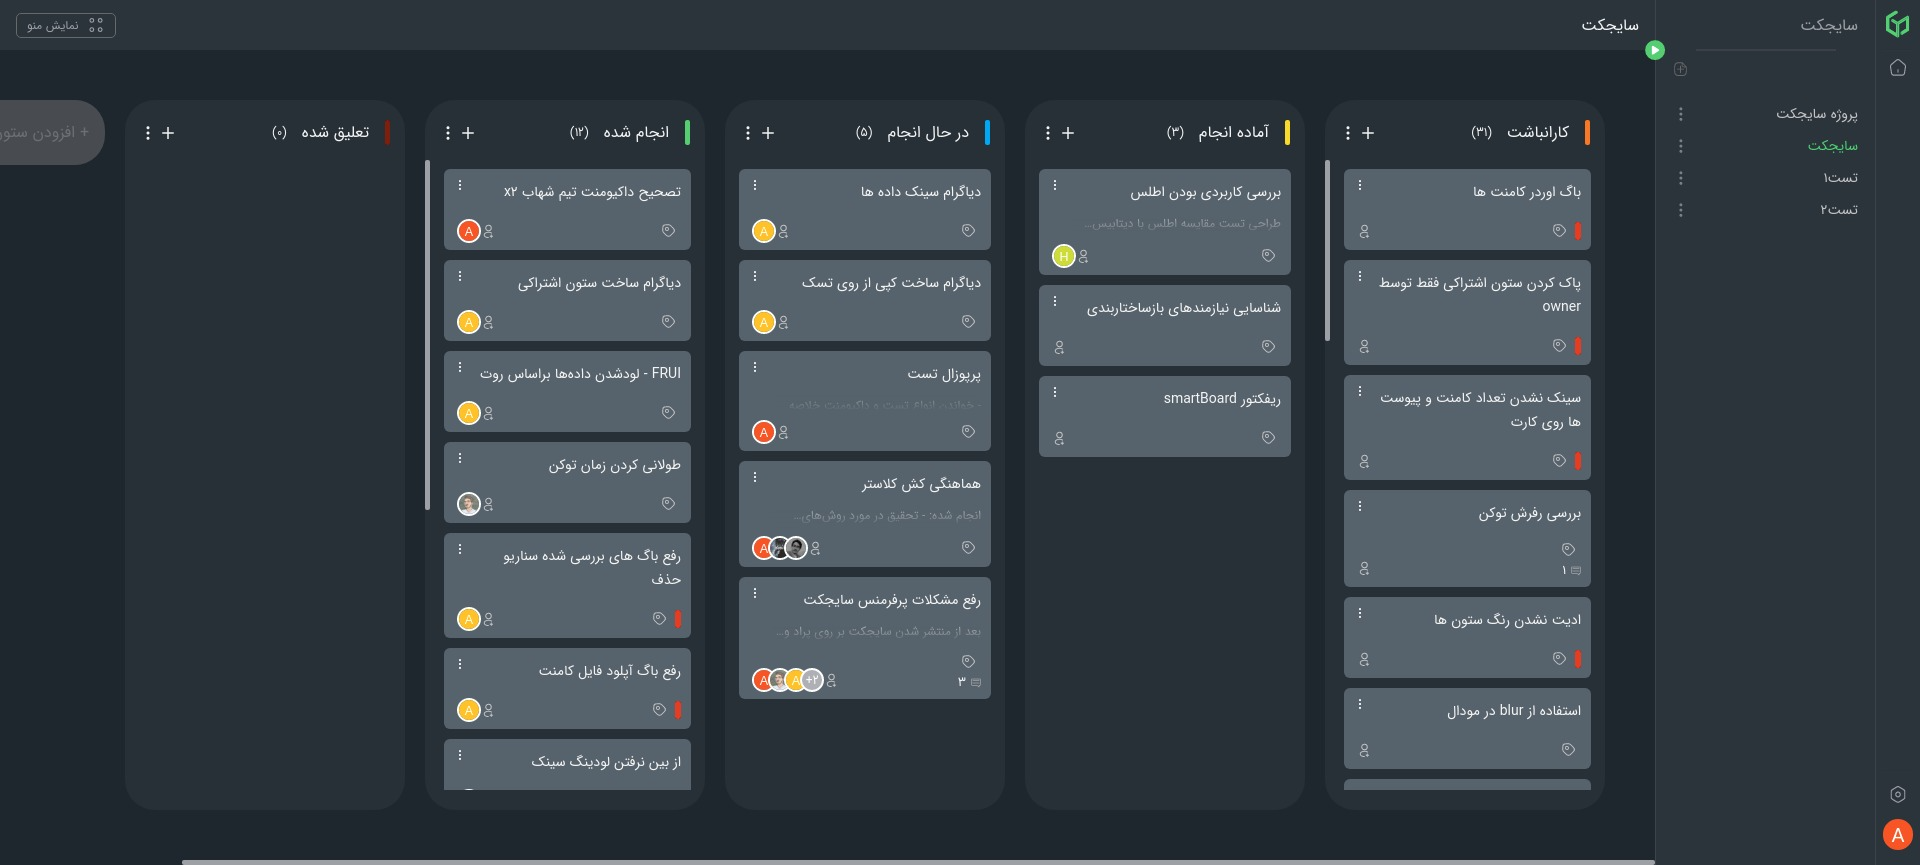 سایجکت
سایجکت
نمایش منو
پروژه سایجکت
سایجکت
تست۱
تست۲
کارانباشت (۳۱)
باگ اوردر کامنت ها
پاک کردن ستون اشتراکی فقط توسط
owner
سینک نشدن تعداد کامنت و پیوست
ها روی کارت
بررسی رفرش توکن
۱
ادیت نشدن رنگ ستون ها
استفاده از blur در مودال
آماده انجام (۳)
بررسی کاربردی بودن اطلس
طراحی تست مقایسه اطلس با دیتابیس...
H
شناسایی نیازمندهای بازساختاربندی
ریفکتور smartBoard
در حال انجام (۵)
دیاگرام سینک داده ها
A
دیاگرام ساخت کپی از روی تسک
A
پرپوزال تست
- خواندن انواع تست و داکیومنت خلاصه
A
هماهنگی کش کلاستر
انجام شده: - تحقیق در مورد روش‌های...
A
رفع مشکلات پرفرمنس سایجکت
بعد از منتشر شدن سایجکت بر روی پراد و...
۳
A A +۲
انجام شده (۱۲)
تصحیح داکیومنت تیم شهاب x۲
A
دیاگرام ساخت ستون اشتراکی
A
FRUI - لودشدن داده‌ها براساس روت
A
طولانی کردن زمان توکن
رفع باگ های بررسی شده سناریو
حذف
A
رفع باگ آپلود فایل کامنت
A
از بین نرفتن لودینگ سینک
تعلیق شده (۰)
+ افزودن ستون
A